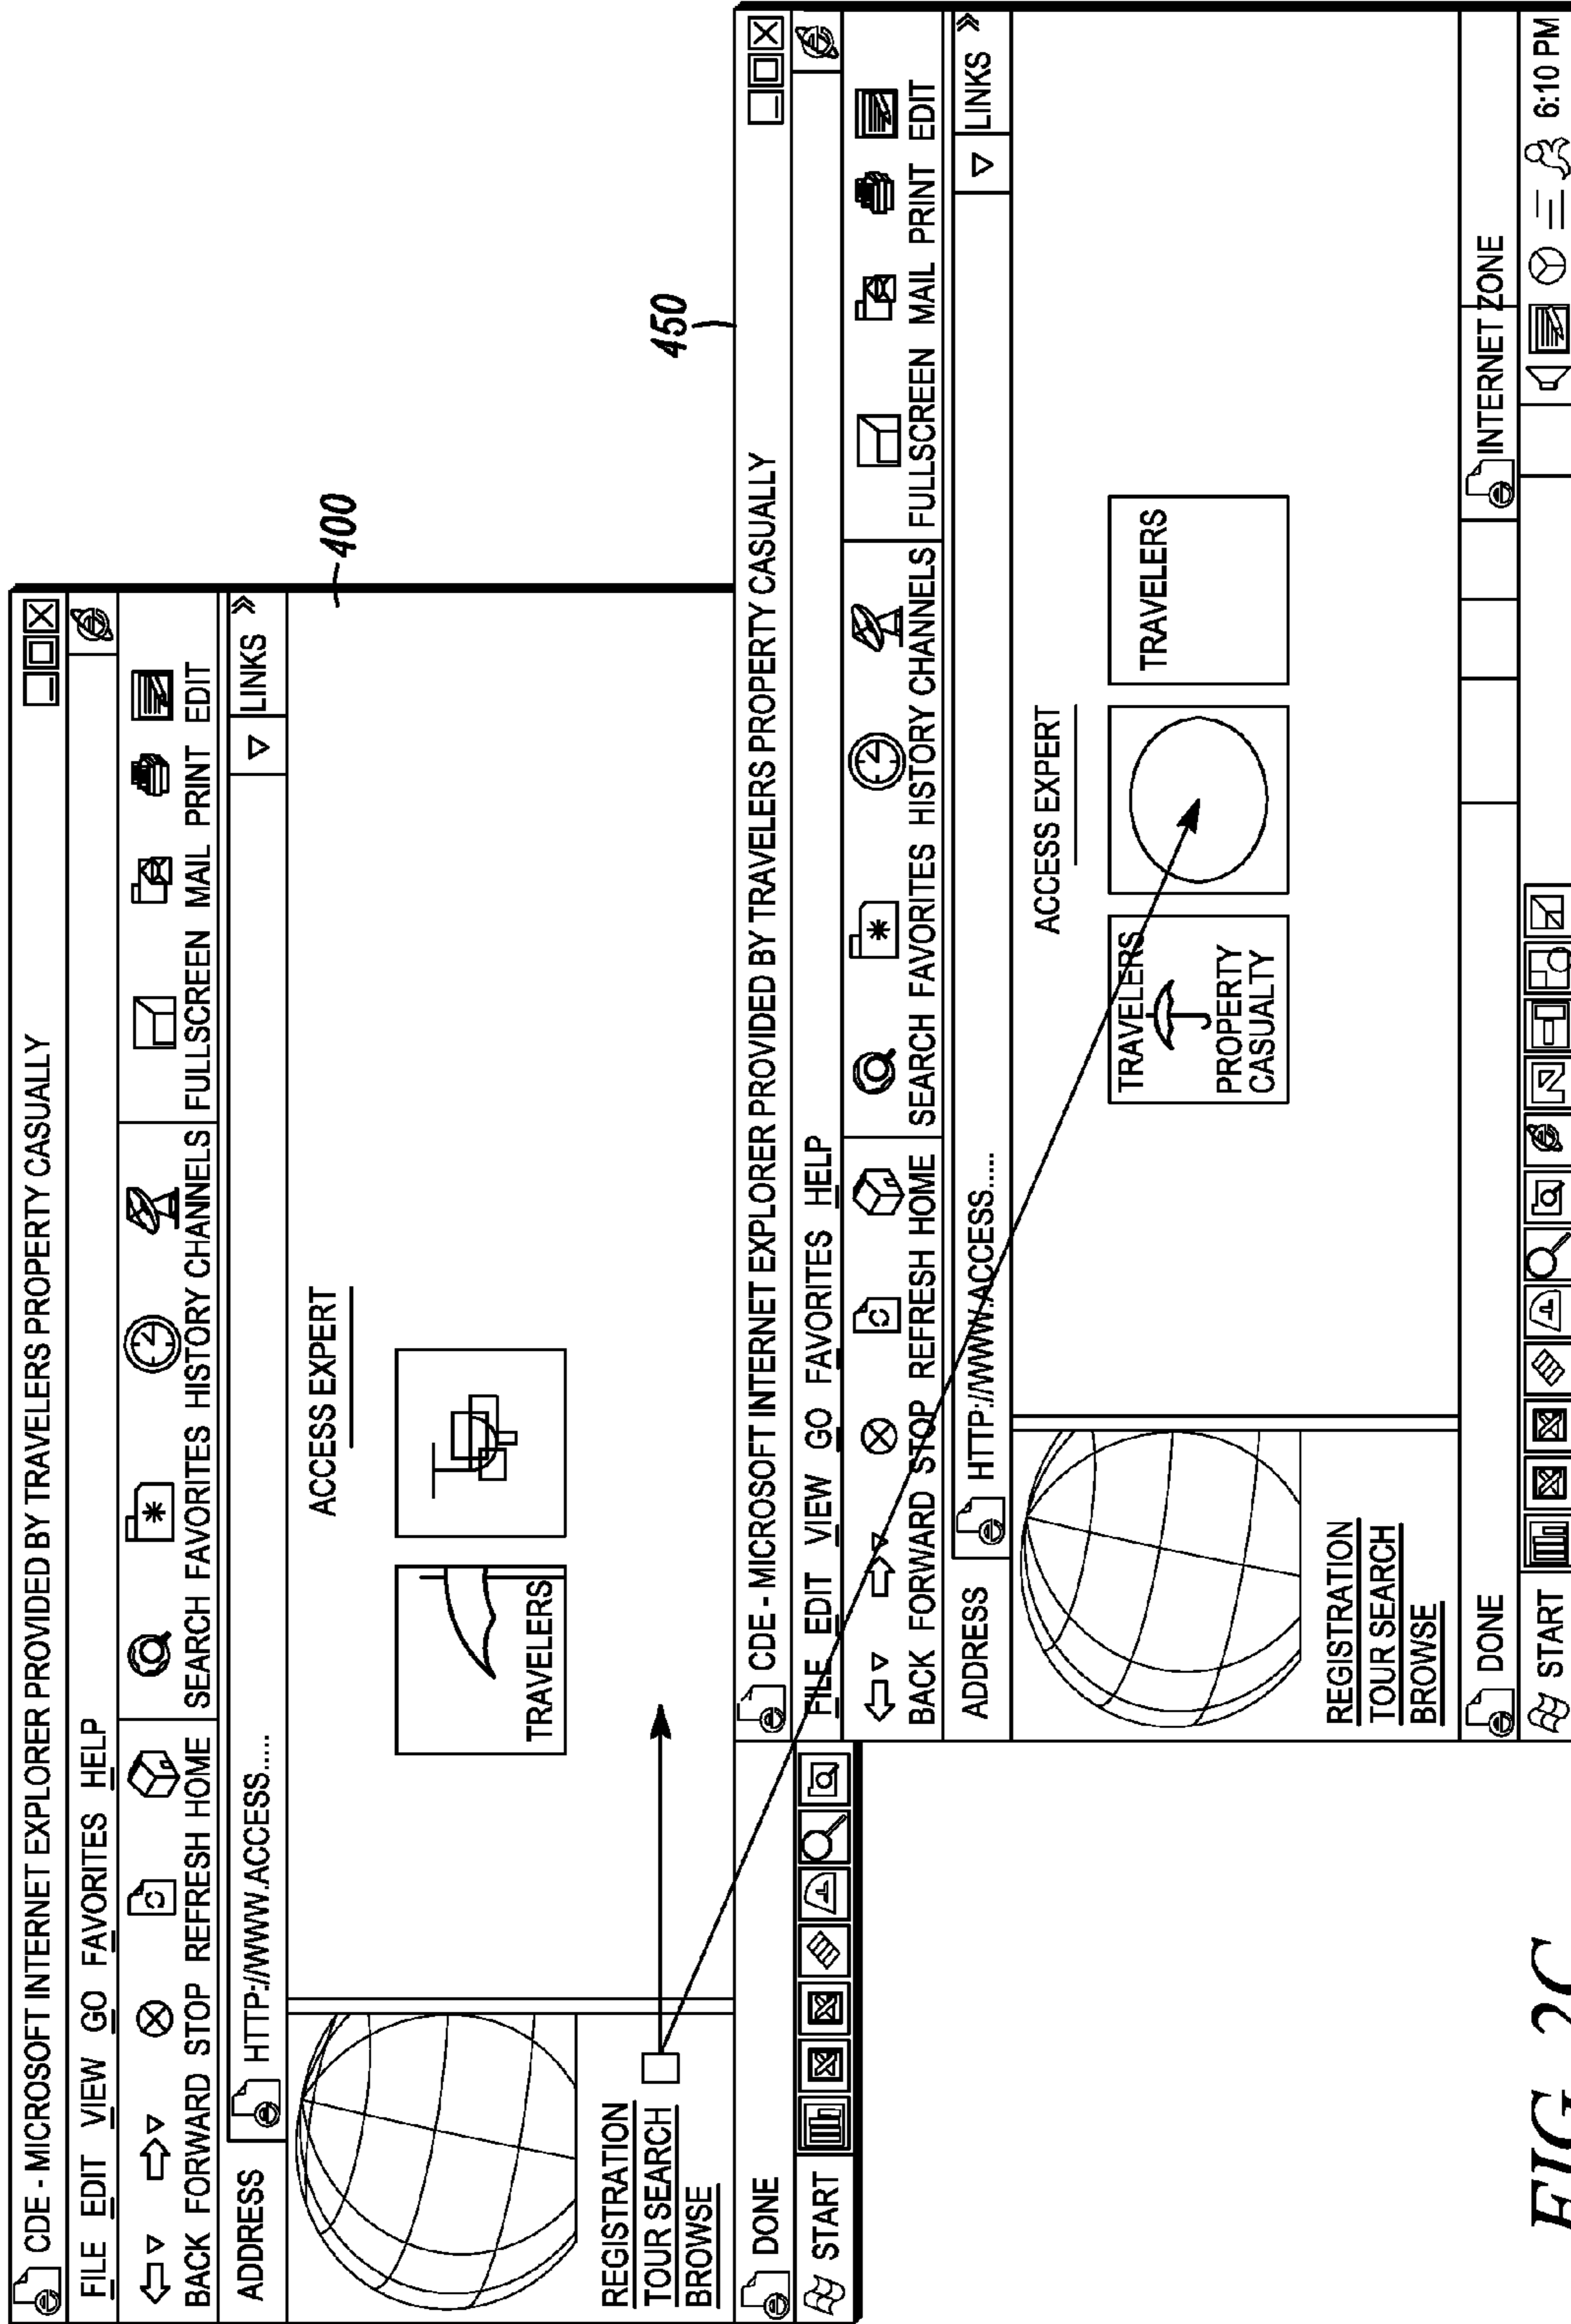 CDE - MICROSOFT INTERNET EXPLORER PROVIDED BY TRAVELERS PROPERTY CASUALLY
FILE EDIT VIEW GO FAVORITES HELP
BACK FORWARD STOP REFRESH HOME SEARCH FAVORITES HISTORY CHANNELS FULLSCREEN MAIL PRINT EDIT
ADDRESS HTTP://WWW.ACCESS..... LINKS »
400
ACCESS EXPERT
TRAVELERS
REGISTRATION
TOUR SEARCH
BROWSE
DONE
START
450
CDE - MICROSOFT INTERNET EXPLORER PROVIDED BY TRAVELERS PROPERTY CASUALLY
FILE EDIT VIEW GO FAVORITES HELP
BACK FORWARD STOP REFRESH HOME SEARCH FAVORITES HISTORY CHANNELS FULLSCREEN MAIL PRINT EDIT
ADDRESS HTTP://WWW.ACCESS..... LINKS »
ACCESS EXPERT
TRAVELERS
PROPERTY
CASUALTY
TRAVELERS
REGISTRATION
TOUR SEARCH
BROWSE
DONE INTERNET ZONE
START 6:10 PM
FIG. 2C